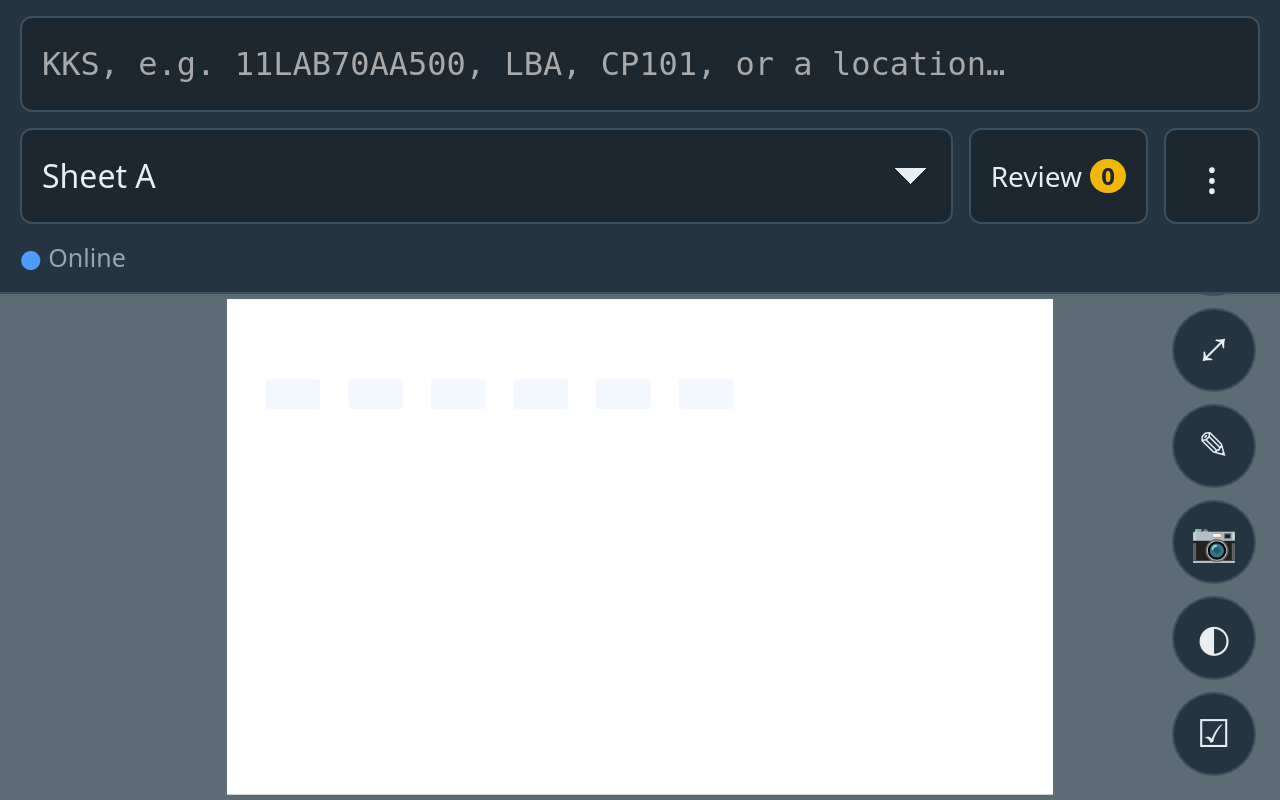 KKS, e.g. 11LAB70AA500, LBA, CP101, or a location…
Sheet A
Review 0
Online